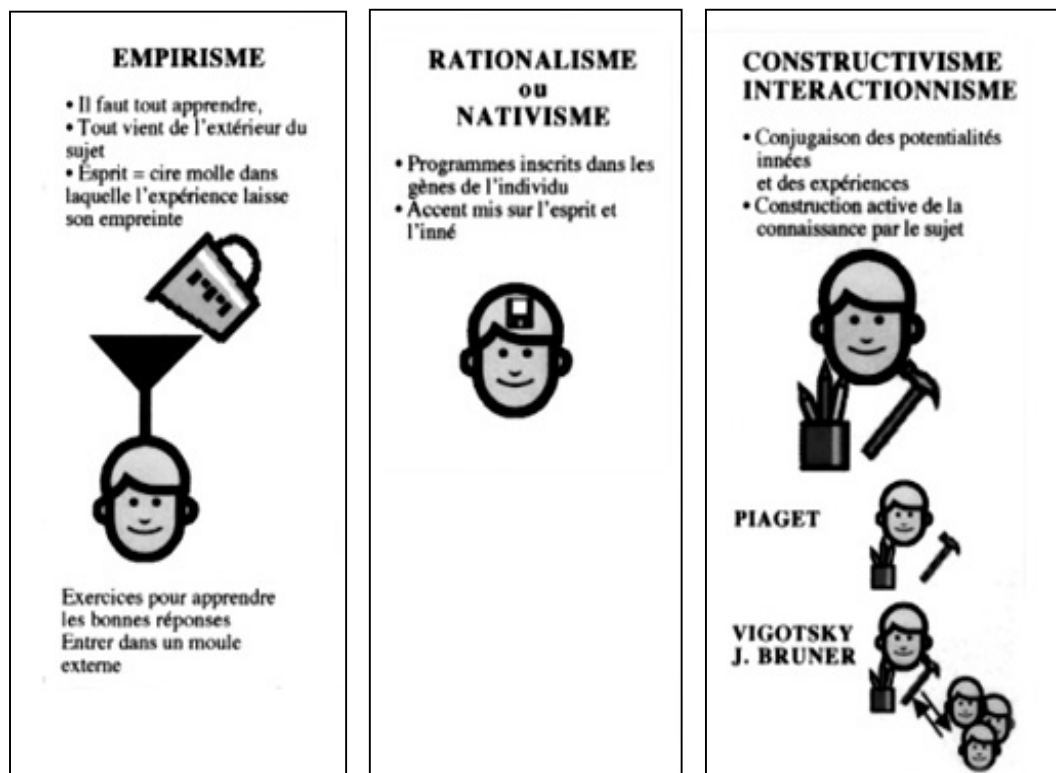 EMPIRISME
• Il faut tout apprendre,
• Tout vient de l'extérieur du
sujet
• Esprit = cire molle dans
laquelle l'expérience laisse
son empreinte
Exercices pour apprendre
les bonnes réponses
Entrer dans un moule
externe
RATIONALISME
ou
NATIVISME
• Programmes inscrits dans les
gènes de l'individu
• Accent mis sur l'esprit et
l'inné
CONSTRUCTIVISME
INTERACTIONNISME
• Conjugaison des potentialités
innées
et des expériences
• Construction active de la
connaissance par le sujet
PIAGET
VIGOTSKY
J. BRUNER